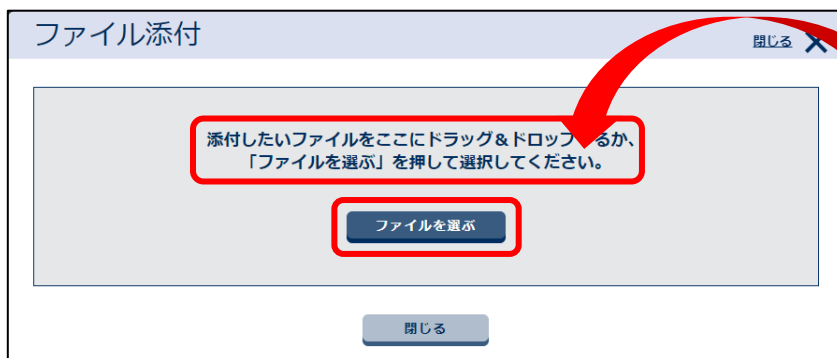 ファイル添付
閉じる
添付したいファイルをここにドラッグ&ドロップするか、
「ファイルを選ぶ」を押して選択してください。
ファイルを選ぶ
閉じる